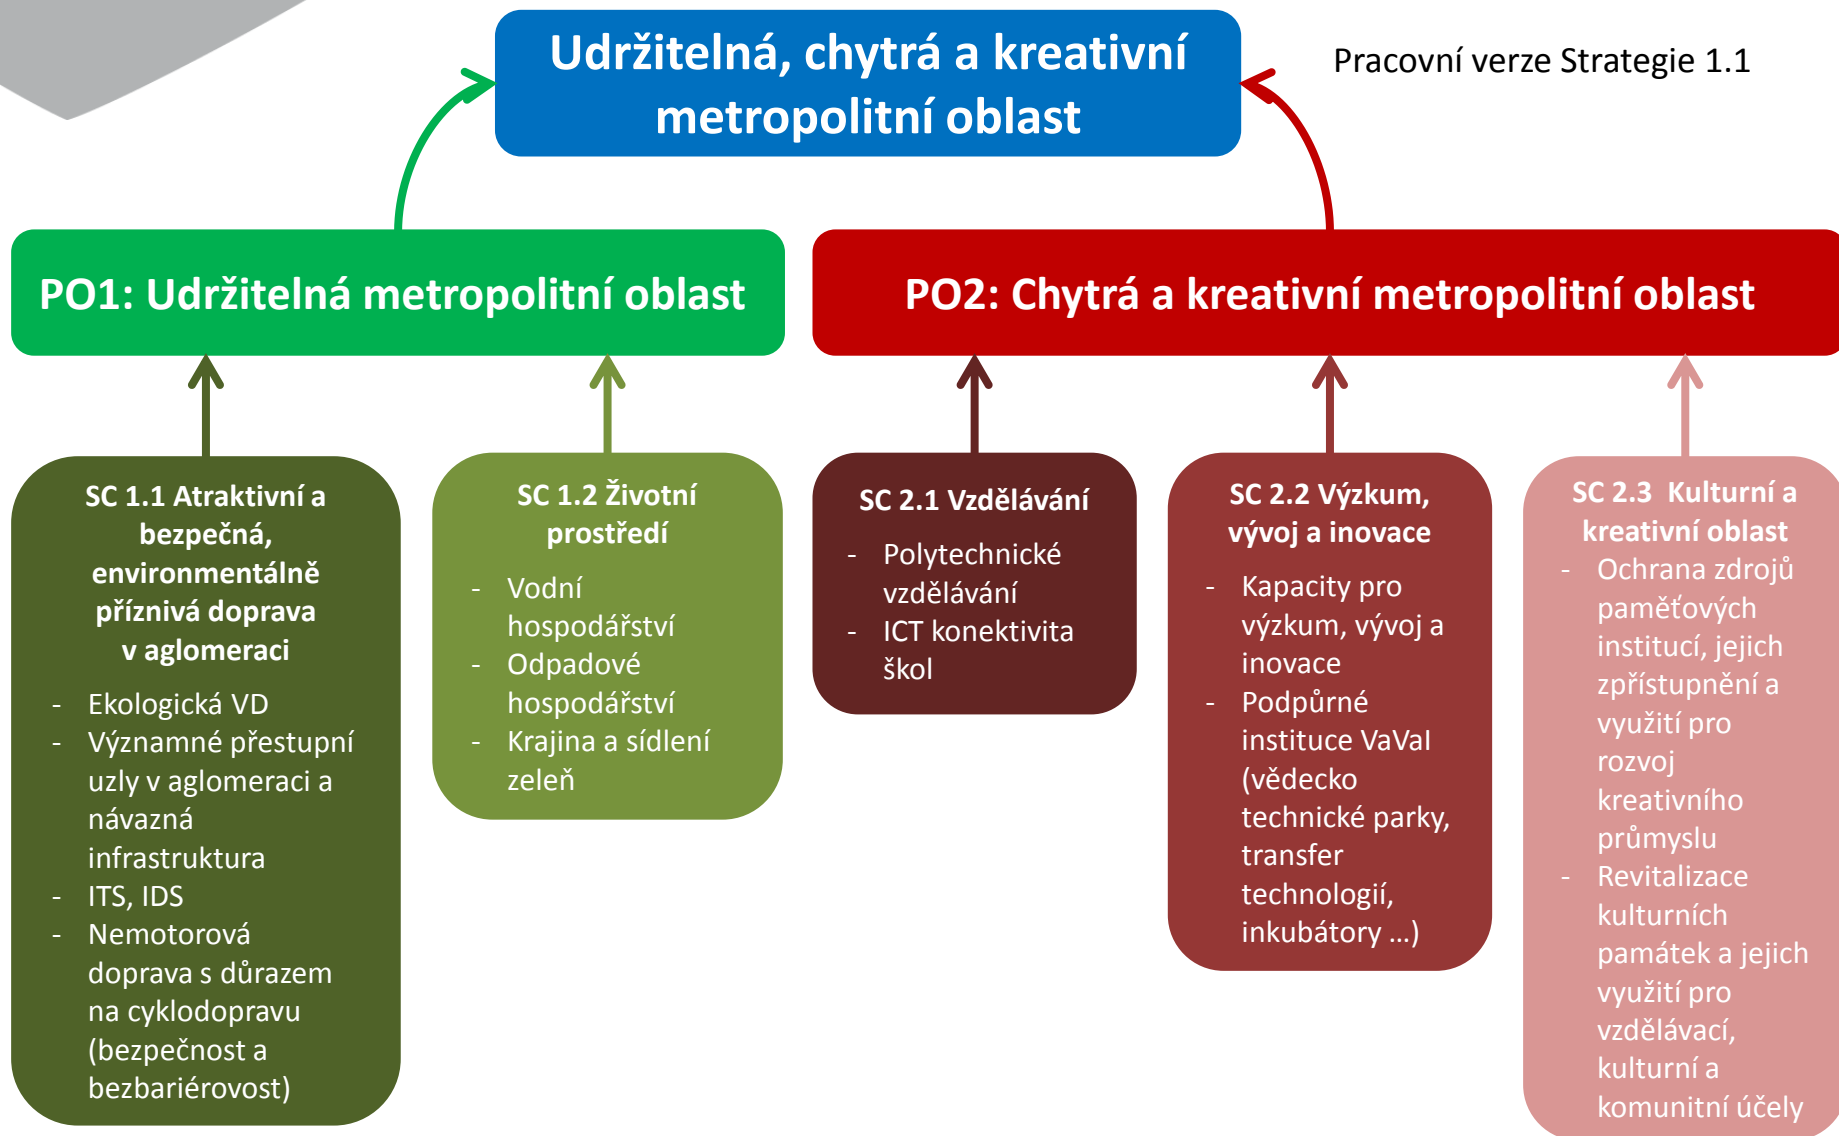 Udržitelná, chytrá a kreativní
metropolitní oblast
Pracovní verze Strategie 1.1
PO1: Udržitelná metropolitní oblast
PO2: Chytrá a kreativní metropolitní oblast
SC 1.1 Atraktivní a
bezpečná,
environmentálně
příznivá doprava
v aglomeraci
- Ekologická VD
- Významné přestupní
uzly v aglomeraci a
návazná
infrastruktura
- ITS, IDS
- Nemotorová
doprava s důrazem
na cyklodopravu
(bezpečnost a
bezbariérovost)
SC 1.2 Životní
prostředí
- Vodní
hospodářství
- Odpadové
hospodářství
- Krajina a sídlení
zeleň
SC 2.1 Vzdělávání
- Polytechnické
vzdělávání
- ICT konektivita
škol
SC 2.2 Výzkum,
vývoj a inovace
- Kapacity pro
výzkum, vývoj a
inovace
- Podpůrné
instituce VaVaI
(vědecko
technické parky,
transfer
technologií,
inkubátory ...)
SC 2.3 Kulturní a
kreativní oblast
- Ochrana zdrojů
paměťových
institucí, jejich
zpřístupnění a
využití pro
rozvoj
kreativního
průmyslu
- Revitalizace
kulturních
památek a jejich
využití pro
vzdělávací,
kulturní a
komunitní účely